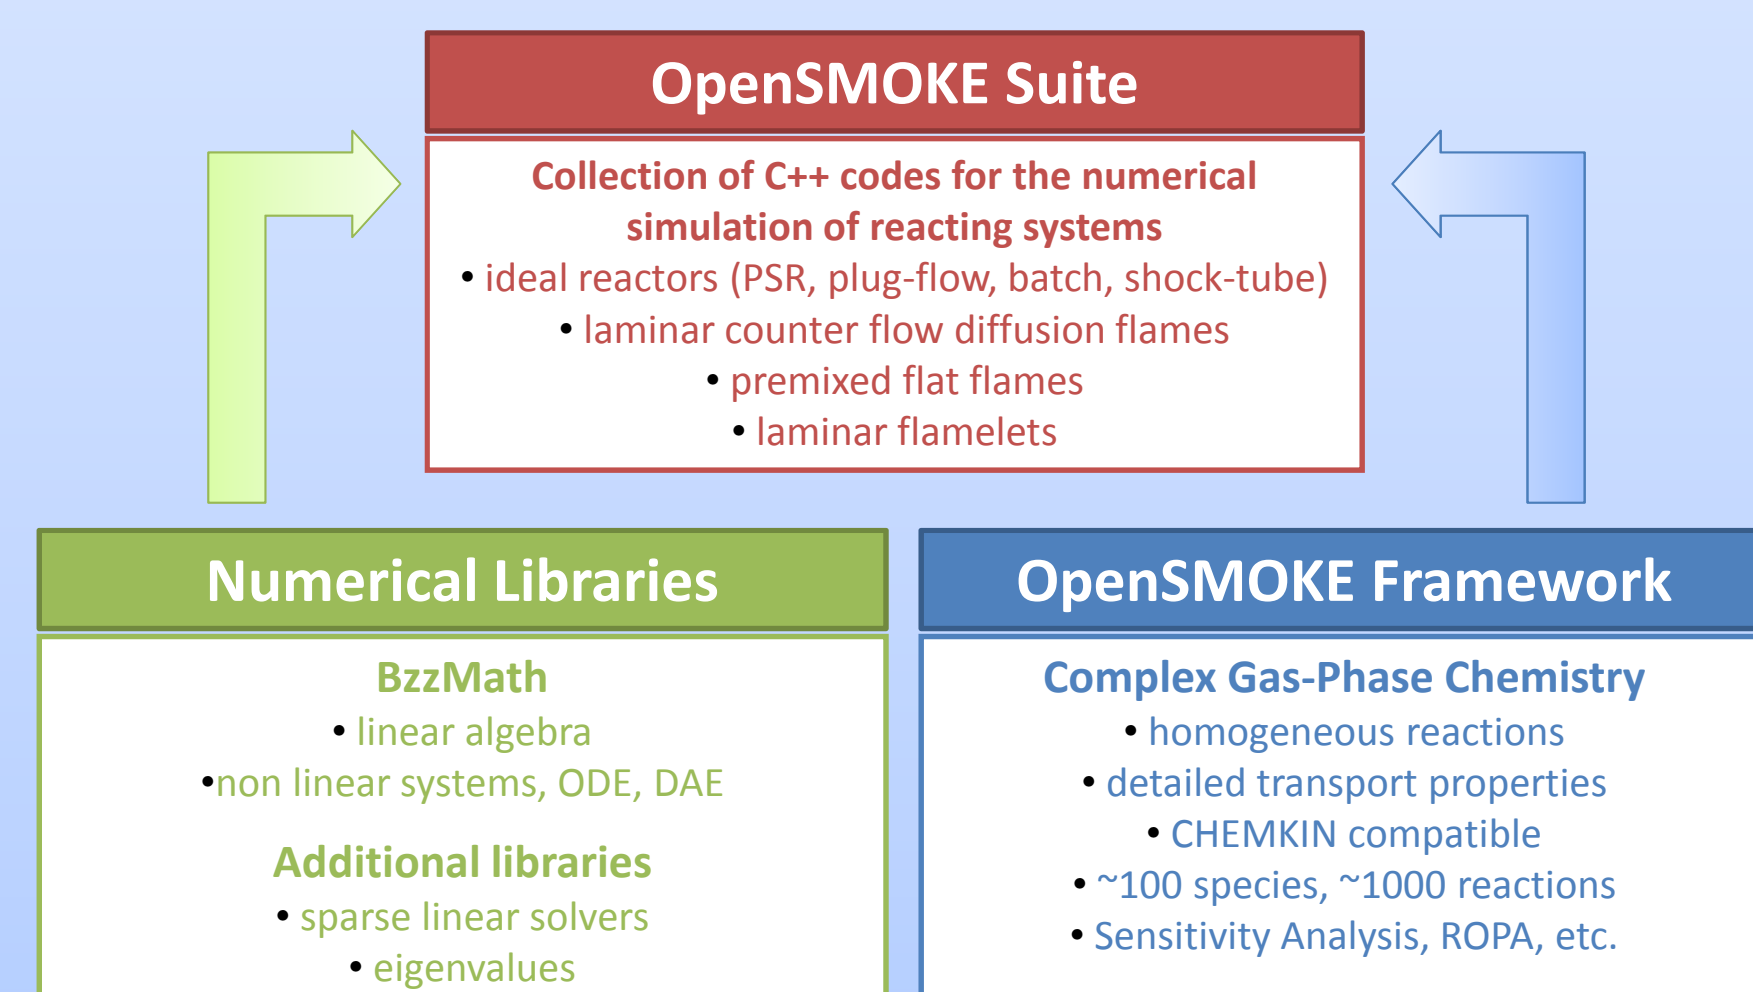 OpenSMOKE Suite
Collection of C++ codes for the numerical
simulation of reacting systems
• ideal reactors (PSR, plug-flow, batch, shock-tube)
• laminar counter flow diffusion flames
• premixed flat flames
• laminar flamelets
Numerical Libraries
BzzMath
• linear algebra
•non linear systems, ODE, DAE
Additional libraries
• sparse linear solvers
• eigenvalues
OpenSMOKE Framework
Complex Gas-Phase Chemistry
• homogeneous reactions
• detailed transport properties
• CHEMKIN compatible
• ~100 species, ~1000 reactions
• Sensitivity Analysis, ROPA, etc.